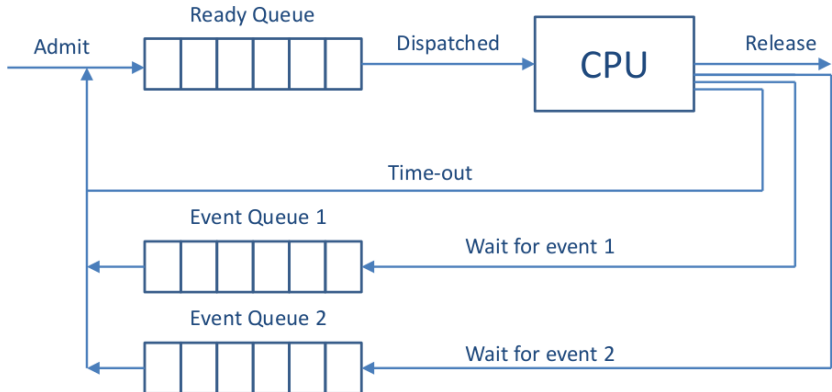 Ready Queue
Admit
Dispatched
CPU
Release
Time-out
Event Queue 1
Wait for event 1
Event Queue 2
Wait for event 2